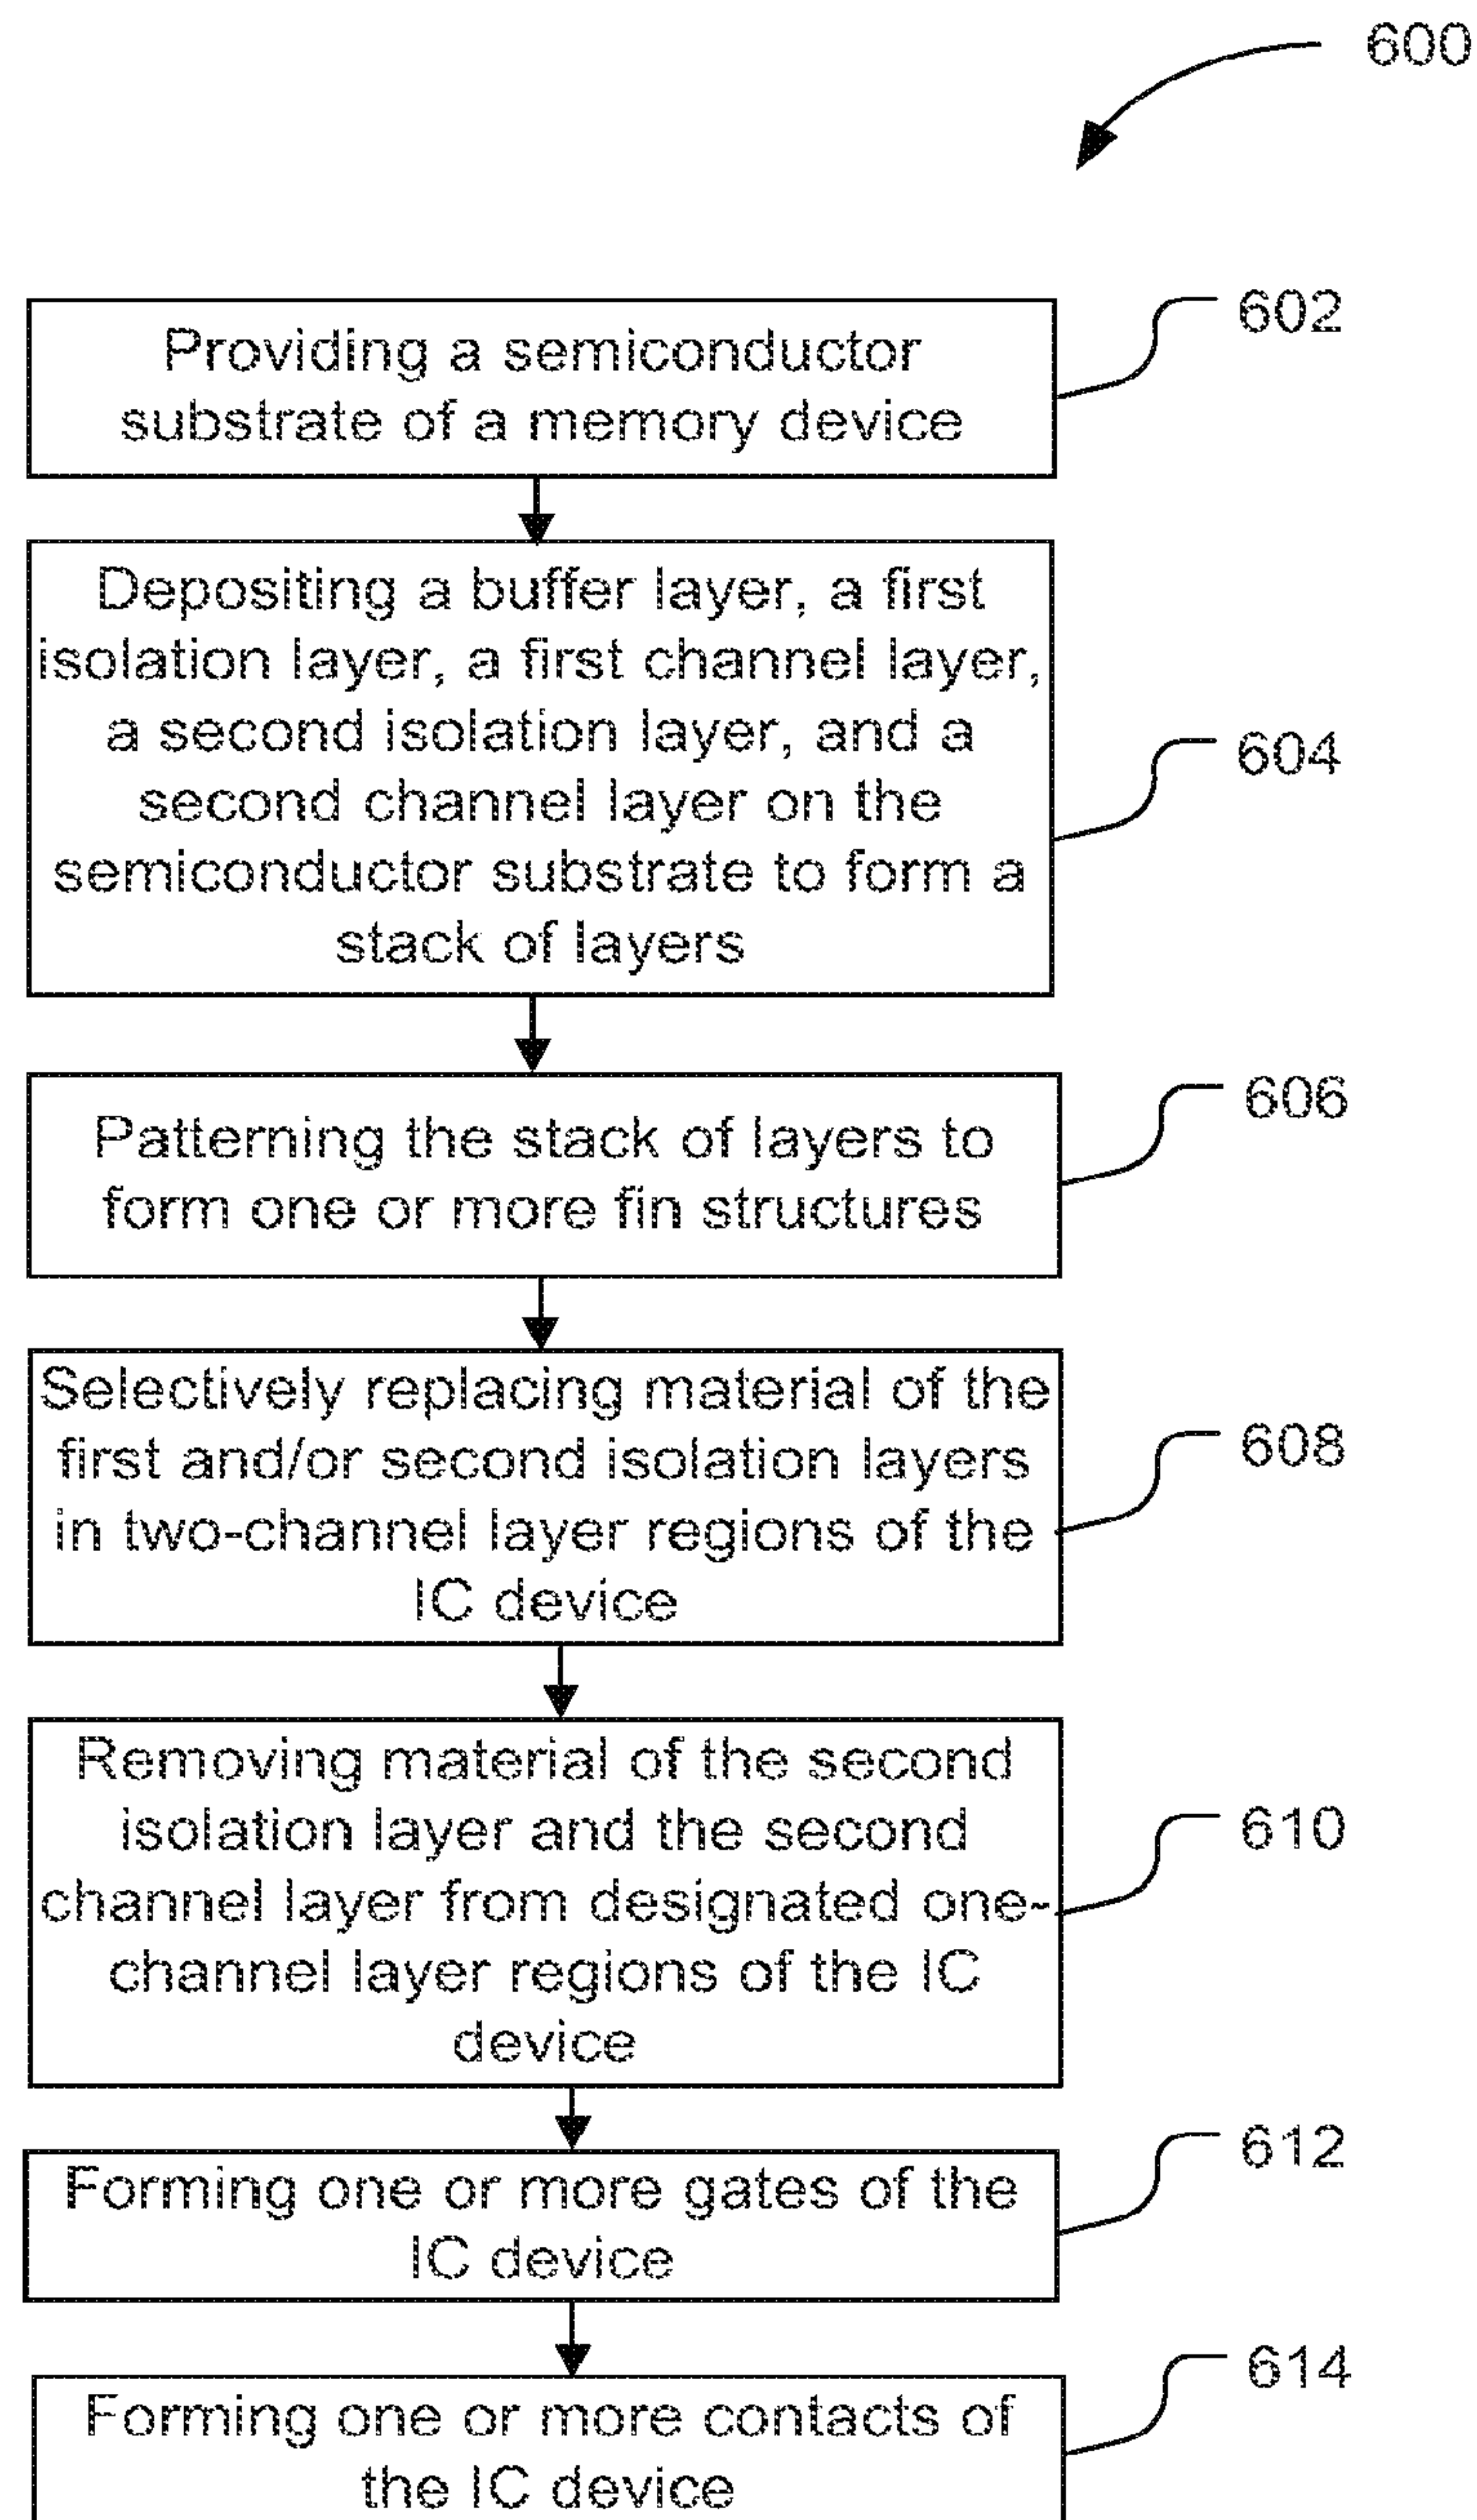 600
Providing a semiconductor
substrate of a memory device
602
Depositing a buffer layer, a first
isolation layer, a first channel layer,
a second isolation layer, and a
second channel layer on the
semiconductor substrate to form a
stack of layers
604
Patterning the stack of layers to
form one or more fin structures
606
Selectively replacing material of the
first and/or second isolation layers
in two-channel layer regions of the
IC device
608
Removing material of the second
isolation layer and the second
channel layer from designated one-
channel layer regions of the IC
device
610
Forming one or more gates of the
IC device
612
Forming one or more contacts of
the IC device
614